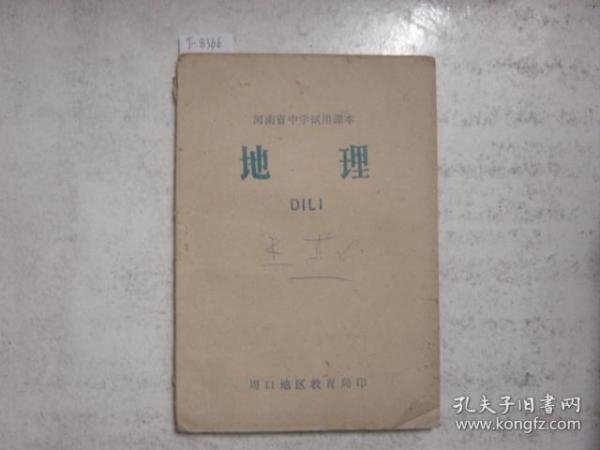 T-8366
河南省中学试用课本
地理
DILI
周口地区教育局印
孔夫子旧书网
www.kongfz.com